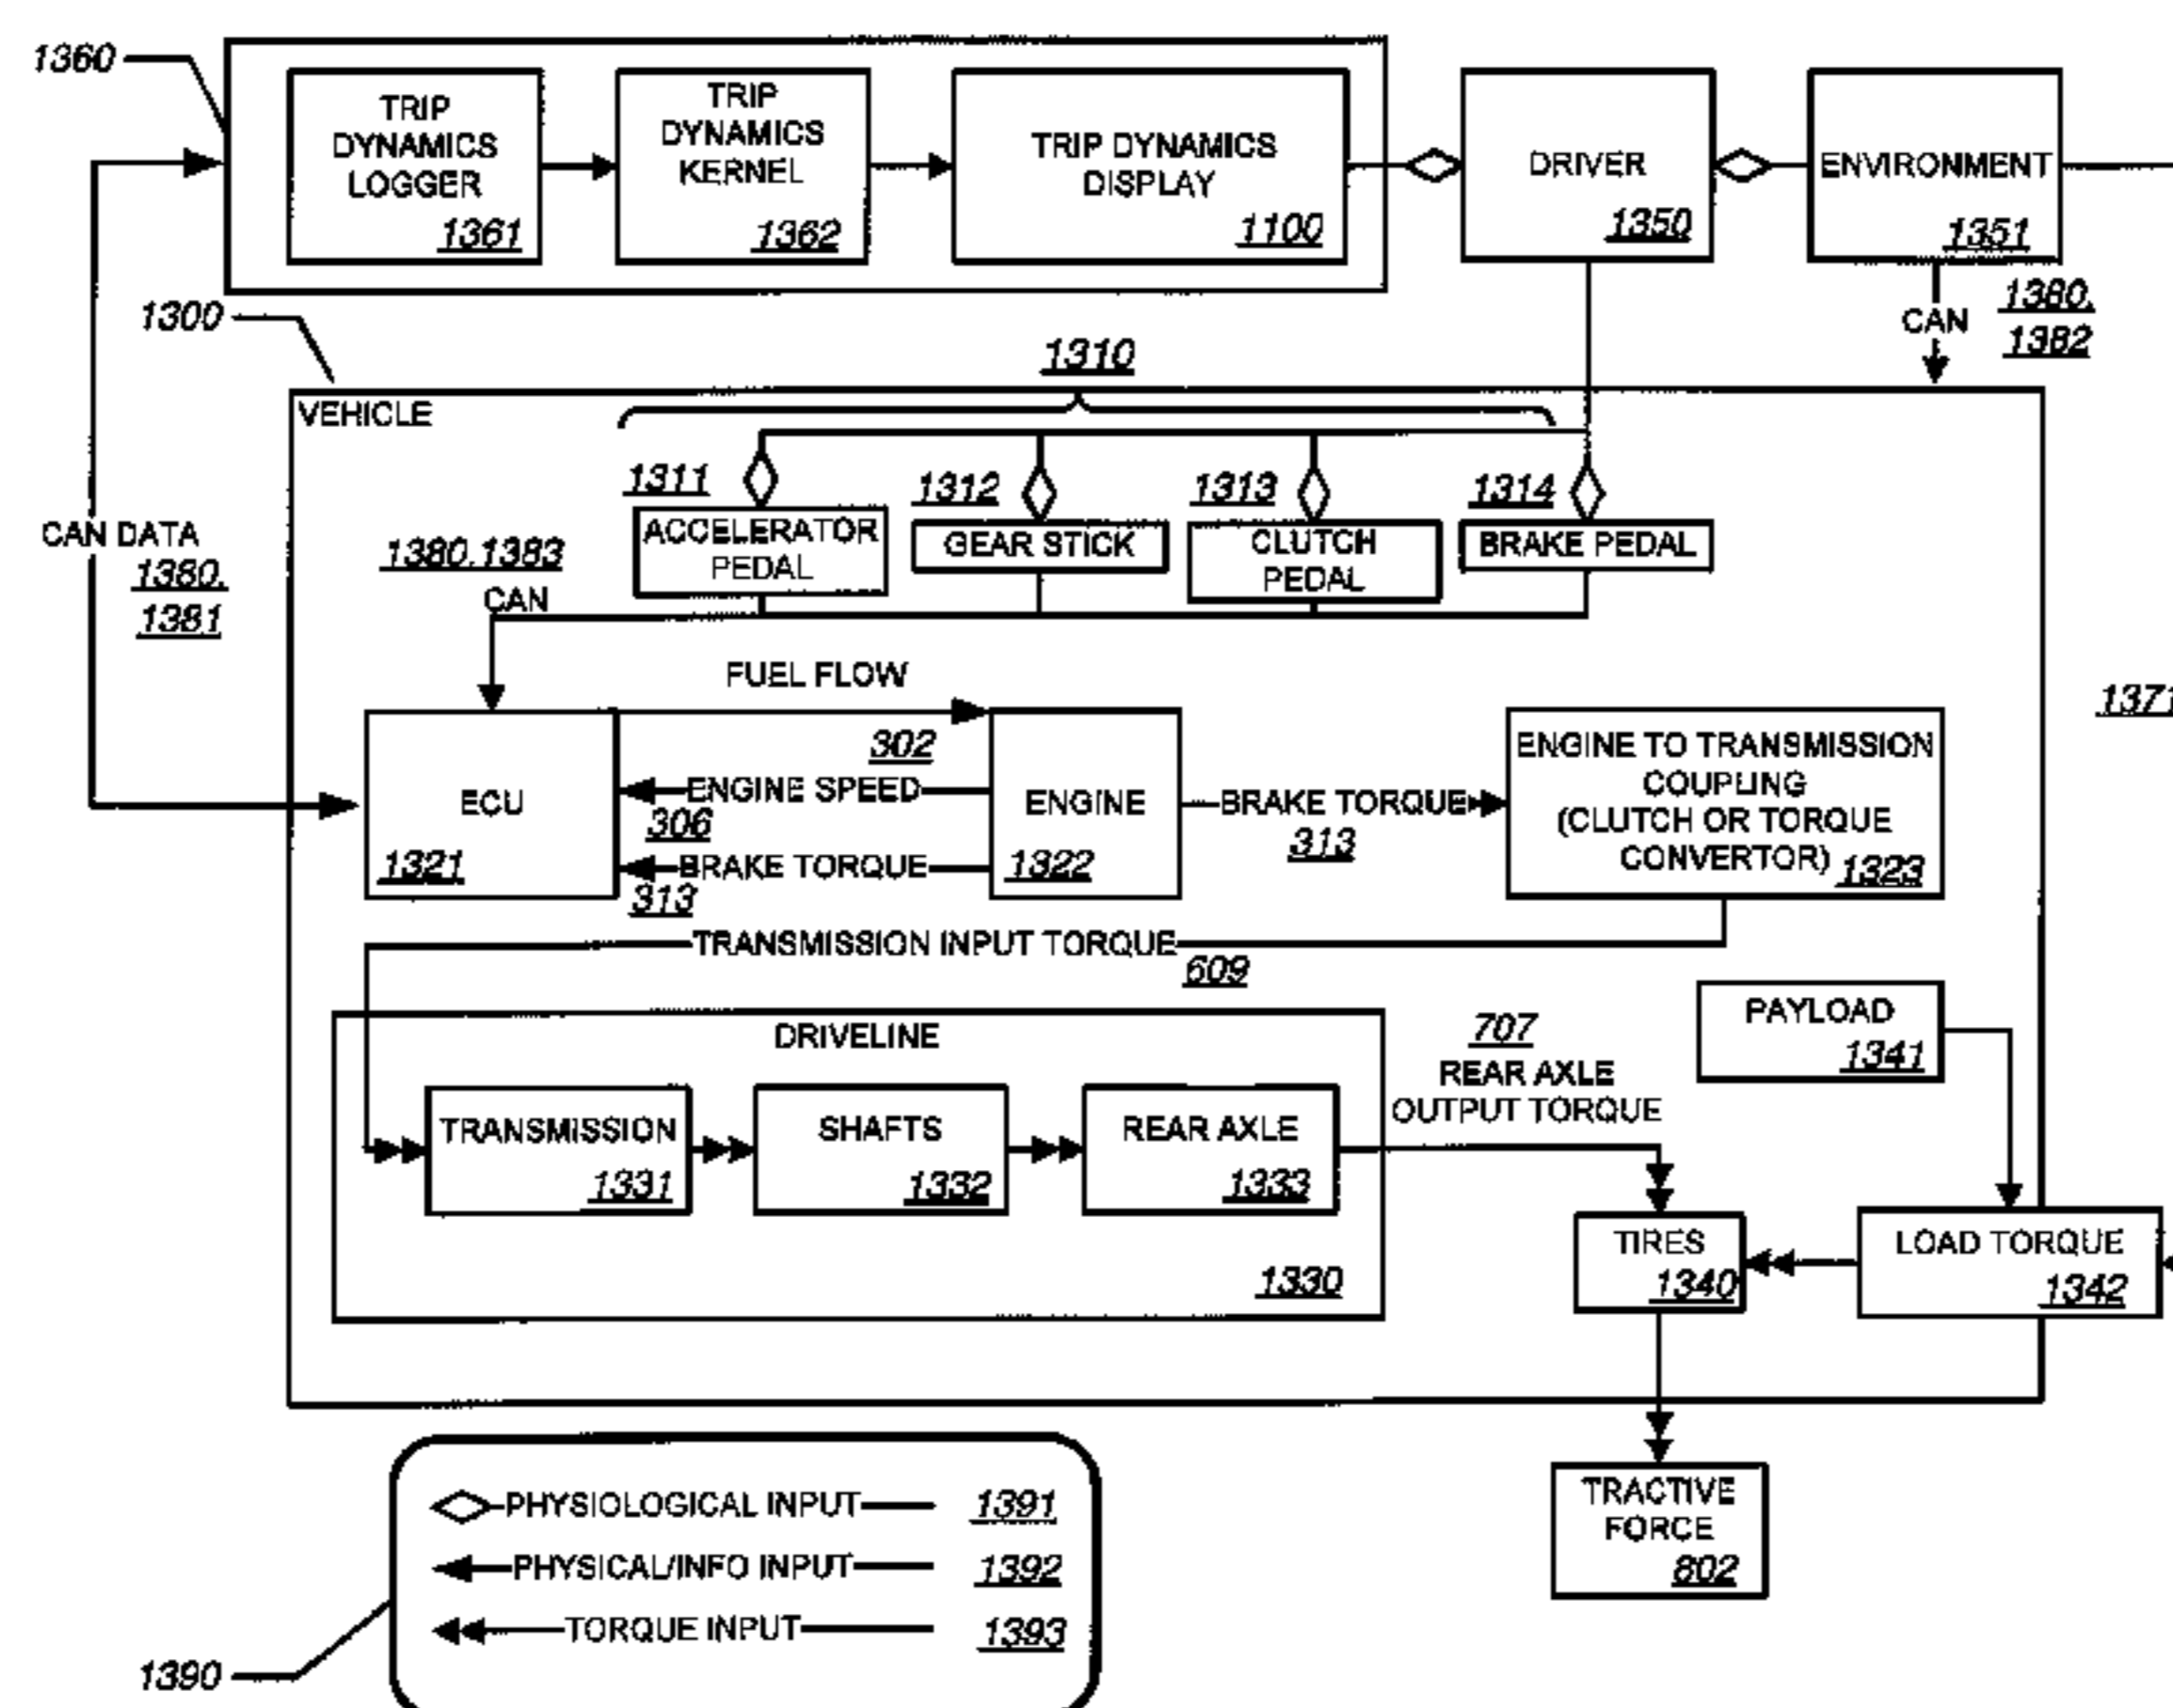 1360
TRIP
DYNAMICS
LOGGER
1361
TRIP
DYNAMICS
KERNEL
1362
TRIP DYNAMICS
DISPLAY
1100
DRIVER
1350
ENVIRONMENT
1351
CAN
1380,
1382
1300
1310
VEHICLE
1311
ACCELERATOR
PEDAL
1312
GEAR STICK
1313
CLUTCH
PEDAL
1314
BRAKE PEDAL
CAN DATA
1380,
1381
1380, 1383
CAN
FUEL FLOW
302
1371
ECU
1321
ENGINE SPEED
306
BRAKE TORQUE
313
ENGINE
1322
BRAKE TORQUE
313
ENGINE TO TRANSMISSION
COUPLING
(CLUTCH OR TORQUE
CONVERTOR)
1323
TRANSMISSION INPUT TORQUE
609
PAYLOAD
1341
DRIVELINE
707
REAR AXLE
OUTPUT TORQUE
TRANSMISSION
1331
SHAFTS
1332
REAR AXLE
1333
1330
TIRES
1340
LOAD TORQUE
1342
TRACTIVE
FORCE
802
PHYSIOLOGICAL INPUT 1391
PHYSICAL/INFO INPUT 1392
TORQUE INPUT 1393
1390